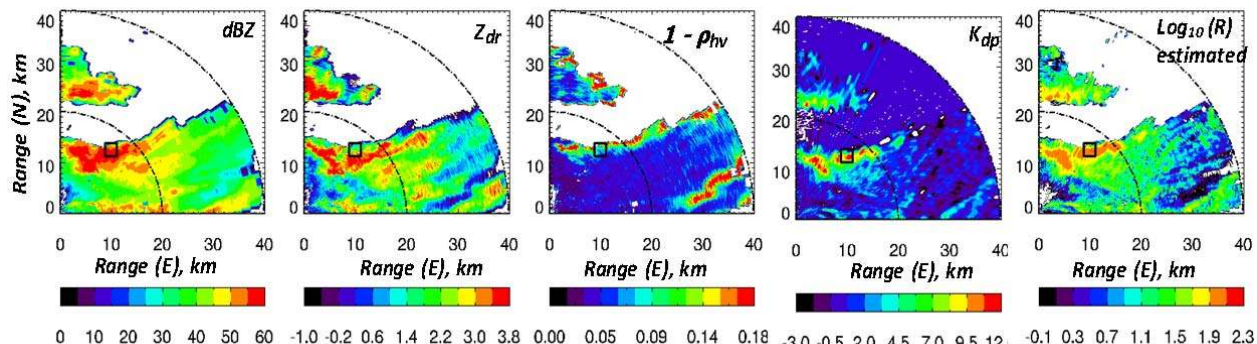 dBZ
Z_dr
1 - ρ_hv
K_dp
Log₁₀ (R)
estimated
Range (N), km
40 40 40 40 40
30 30 30 30 30
20 20 20 20 20
10 10 10 10 10
0 0 0 0 0
0 10 20 30 40 0 10 20 30 40 0 10 20 30 40 0 10 20 30 40 0 10 20 30 40
Range (E), km Range (E), km Range (E), km Range (E), km Range (E), km
0 10 20 30 40 50 60
-1.0 -0.2 0.6 1.4 2.2 3.0 3.8
0.00 0.05 0.09 0.14 0.18
-3.0 -0.5 2.0 4.5 7.0 9.5 12
-0.1 0.3 0.7 1.1 1.5 1.9 2.3